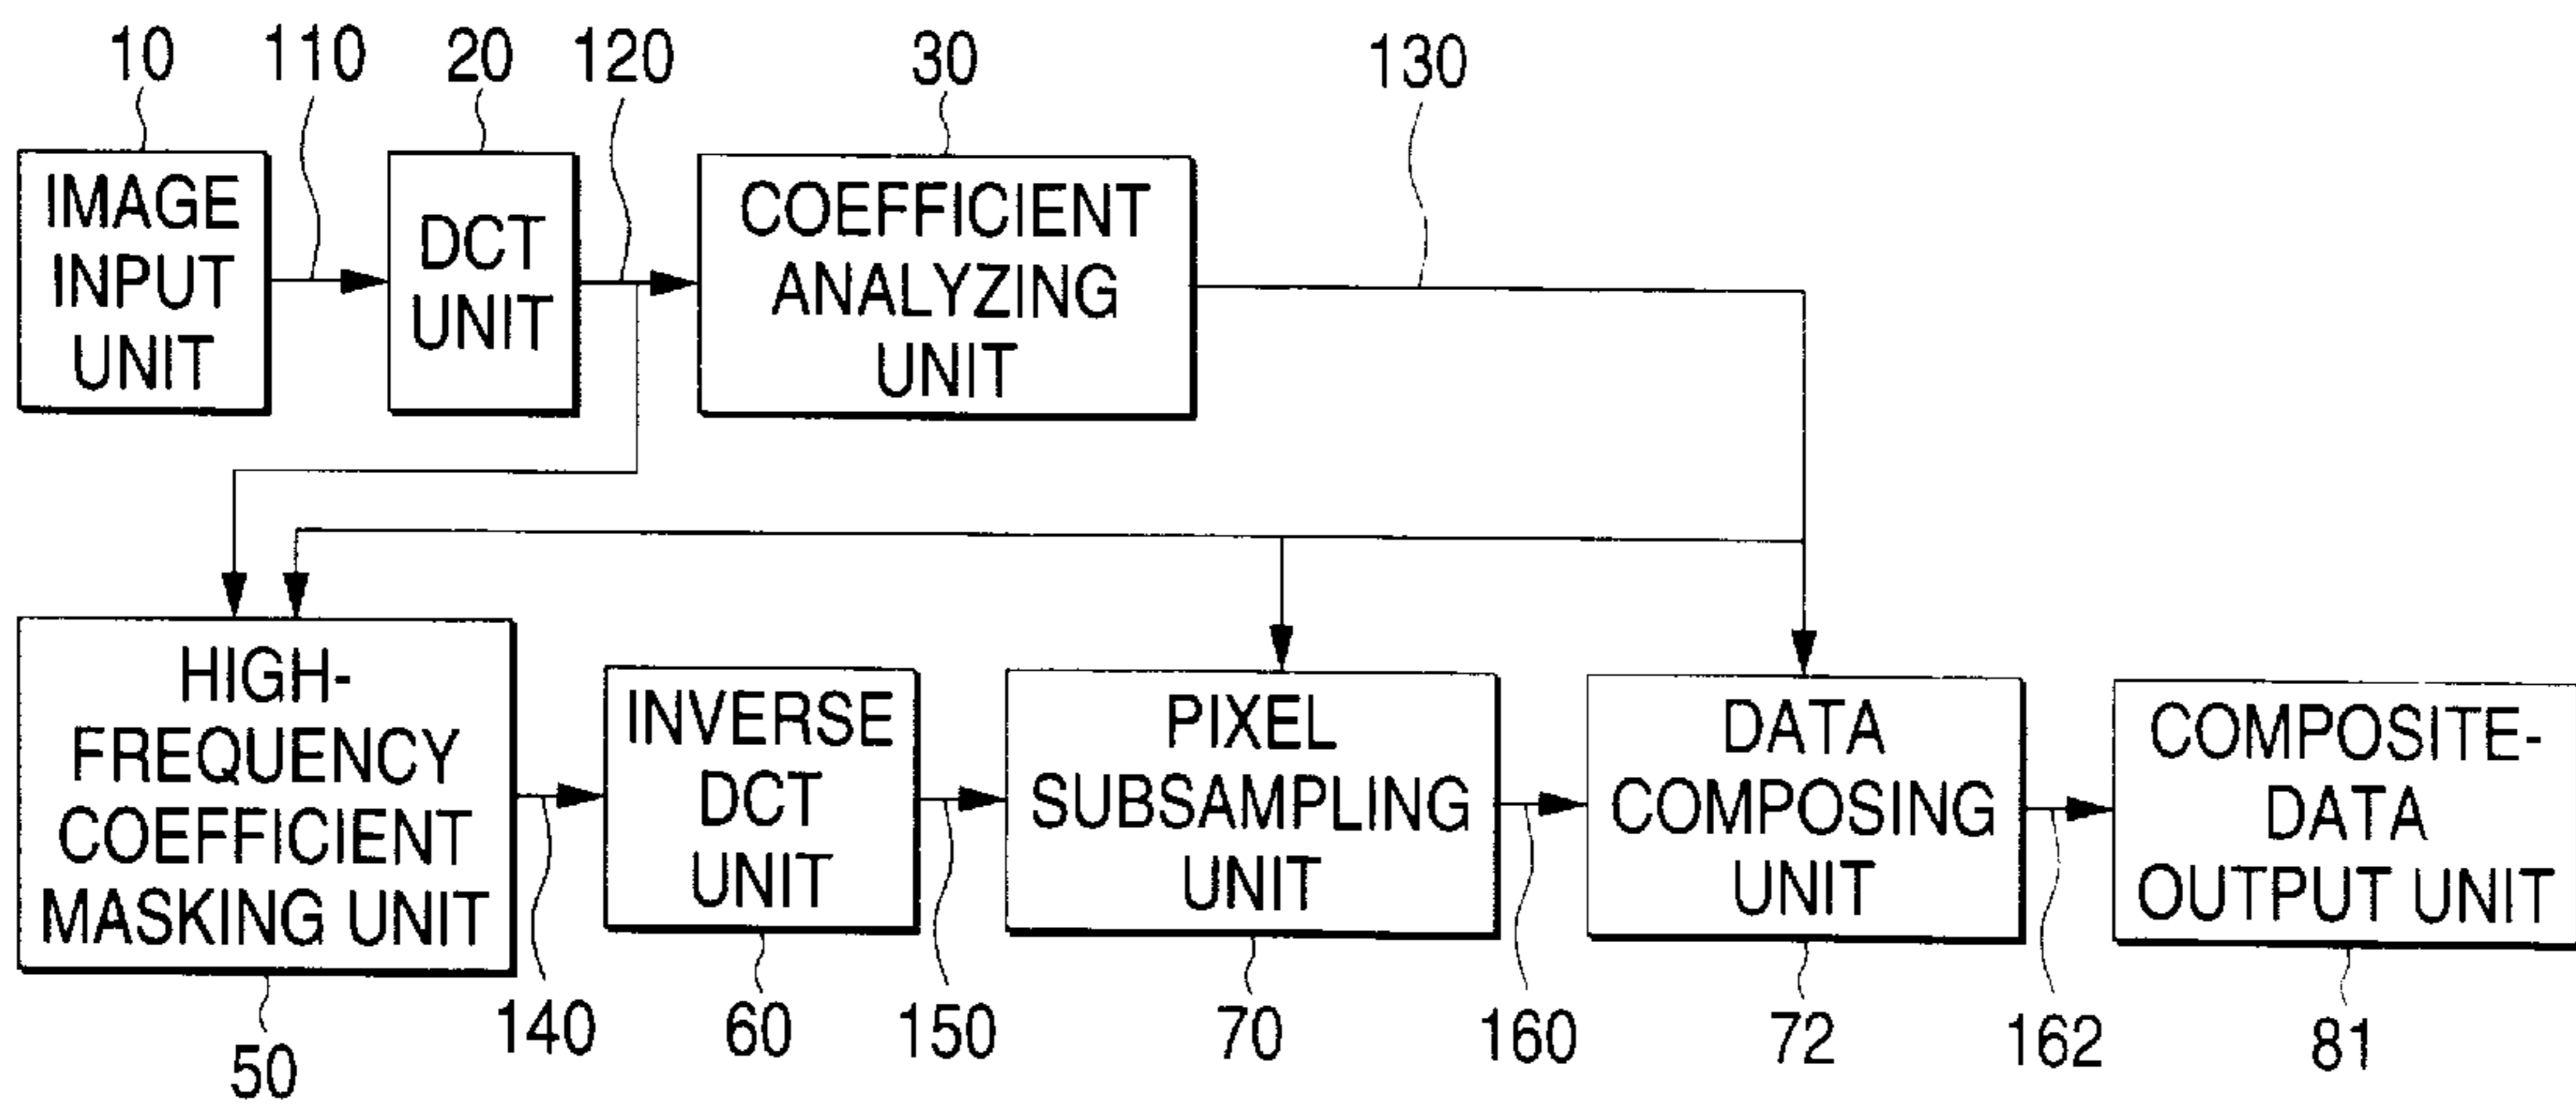 10 110 20 120 30 130
IMAGE
INPUT
UNIT
DCT
UNIT
COEFFICIENT
ANALYZING
UNIT
HIGH-
FREQUENCY
COEFFICIENT
MASKING UNIT
INVERSE
DCT
UNIT
PIXEL
SUBSAMPLING
UNIT
DATA
COMPOSING
UNIT
COMPOSITE-
DATA
OUTPUT UNIT
50 140 60 150 70 160 72 162 81